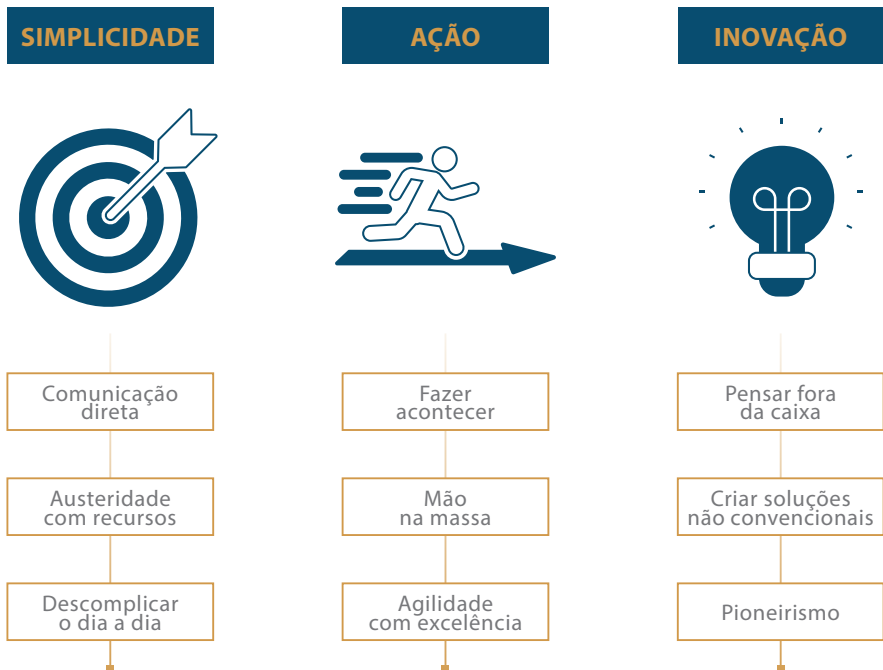 SIMPLICIDADE
Comunicação
direta
Austeridade
com recursos
Descomplicar
o dia a dia
AÇÃO
Fazer
acontecer
Mão
na massa
Agilidade
com excelência
INOVAÇÃO
Pensar fora
da caixa
Criar soluções
não convencionais
Pioneirismo